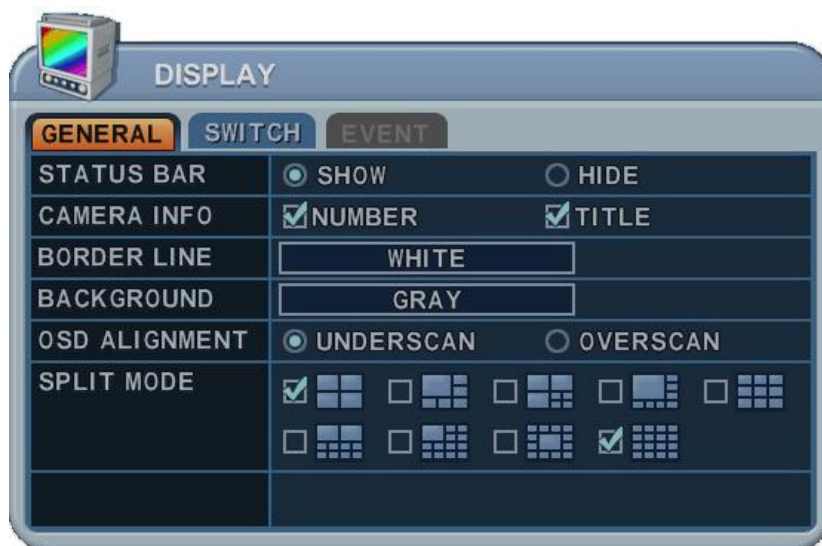 DISPLAY
GENERAL SWITCH EVENT
STATUS BAR SHOW HIDE
CAMERA INFO NUMBER TITLE
BORDER LINE WHITE
BACKGROUND GRAY
OSD ALIGNMENT UNDERSCAN OVERSCAN
SPLIT MODE